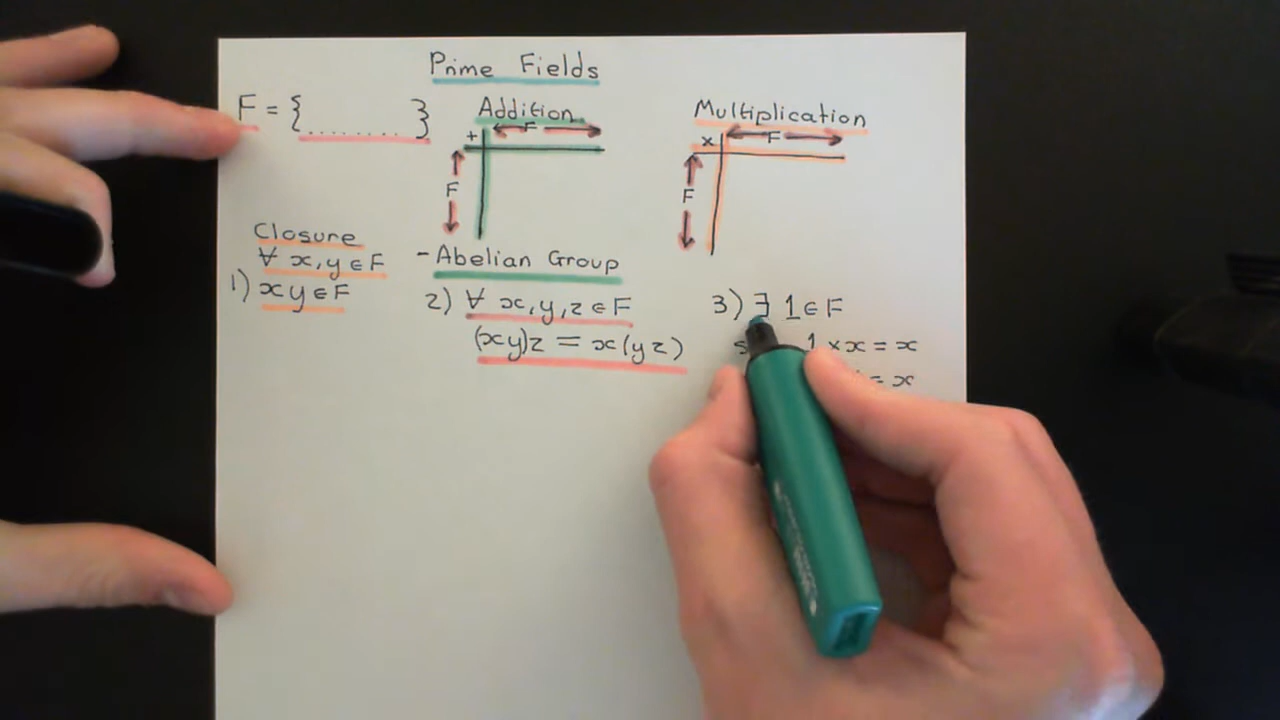 Prime Fields
F = {.........}
Addition
+ F
F
Multiplication
x F
F
Closure
∀ x,y ∈ F
1) xy ∈ F
- Abelian Group
2) ∀ x,y,z ∈ F
(xy)z = x(yz)
3) ∃ 1 ∈ F
1 × x = x
= x